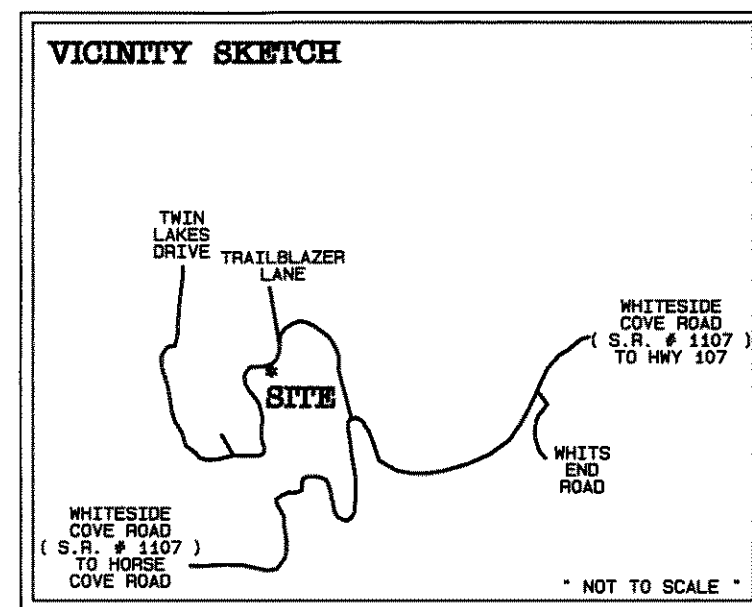 VICINITY SKETCH
TWIN
LAKES
DRIVE
TRAILBLAZER
LANE
WHITESIDE
COVE ROAD
( S.R. # 1107 )
TO HWY 107
*
SITE
WHITS
END
ROAD
WHITESIDE
COVE ROAD
( S.R. # 1107 )
TO HORSE
COVE ROAD
" NOT TO SCALE "